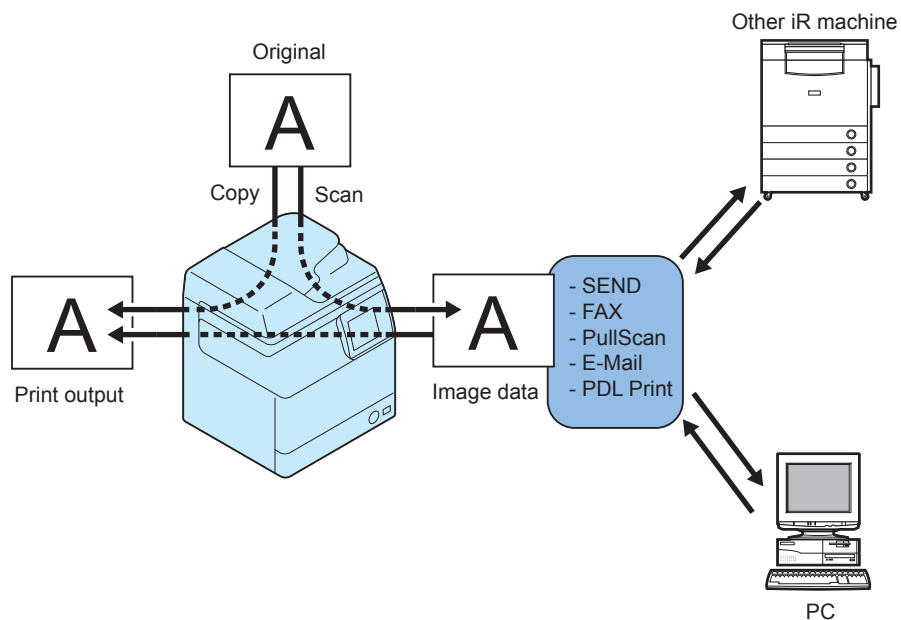 Other iR machine
Original
A
Copy
Scan
A
Print output
A
Image data
- SEND
- FAX
- PullScan
- E-Mail
- PDL Print
PC